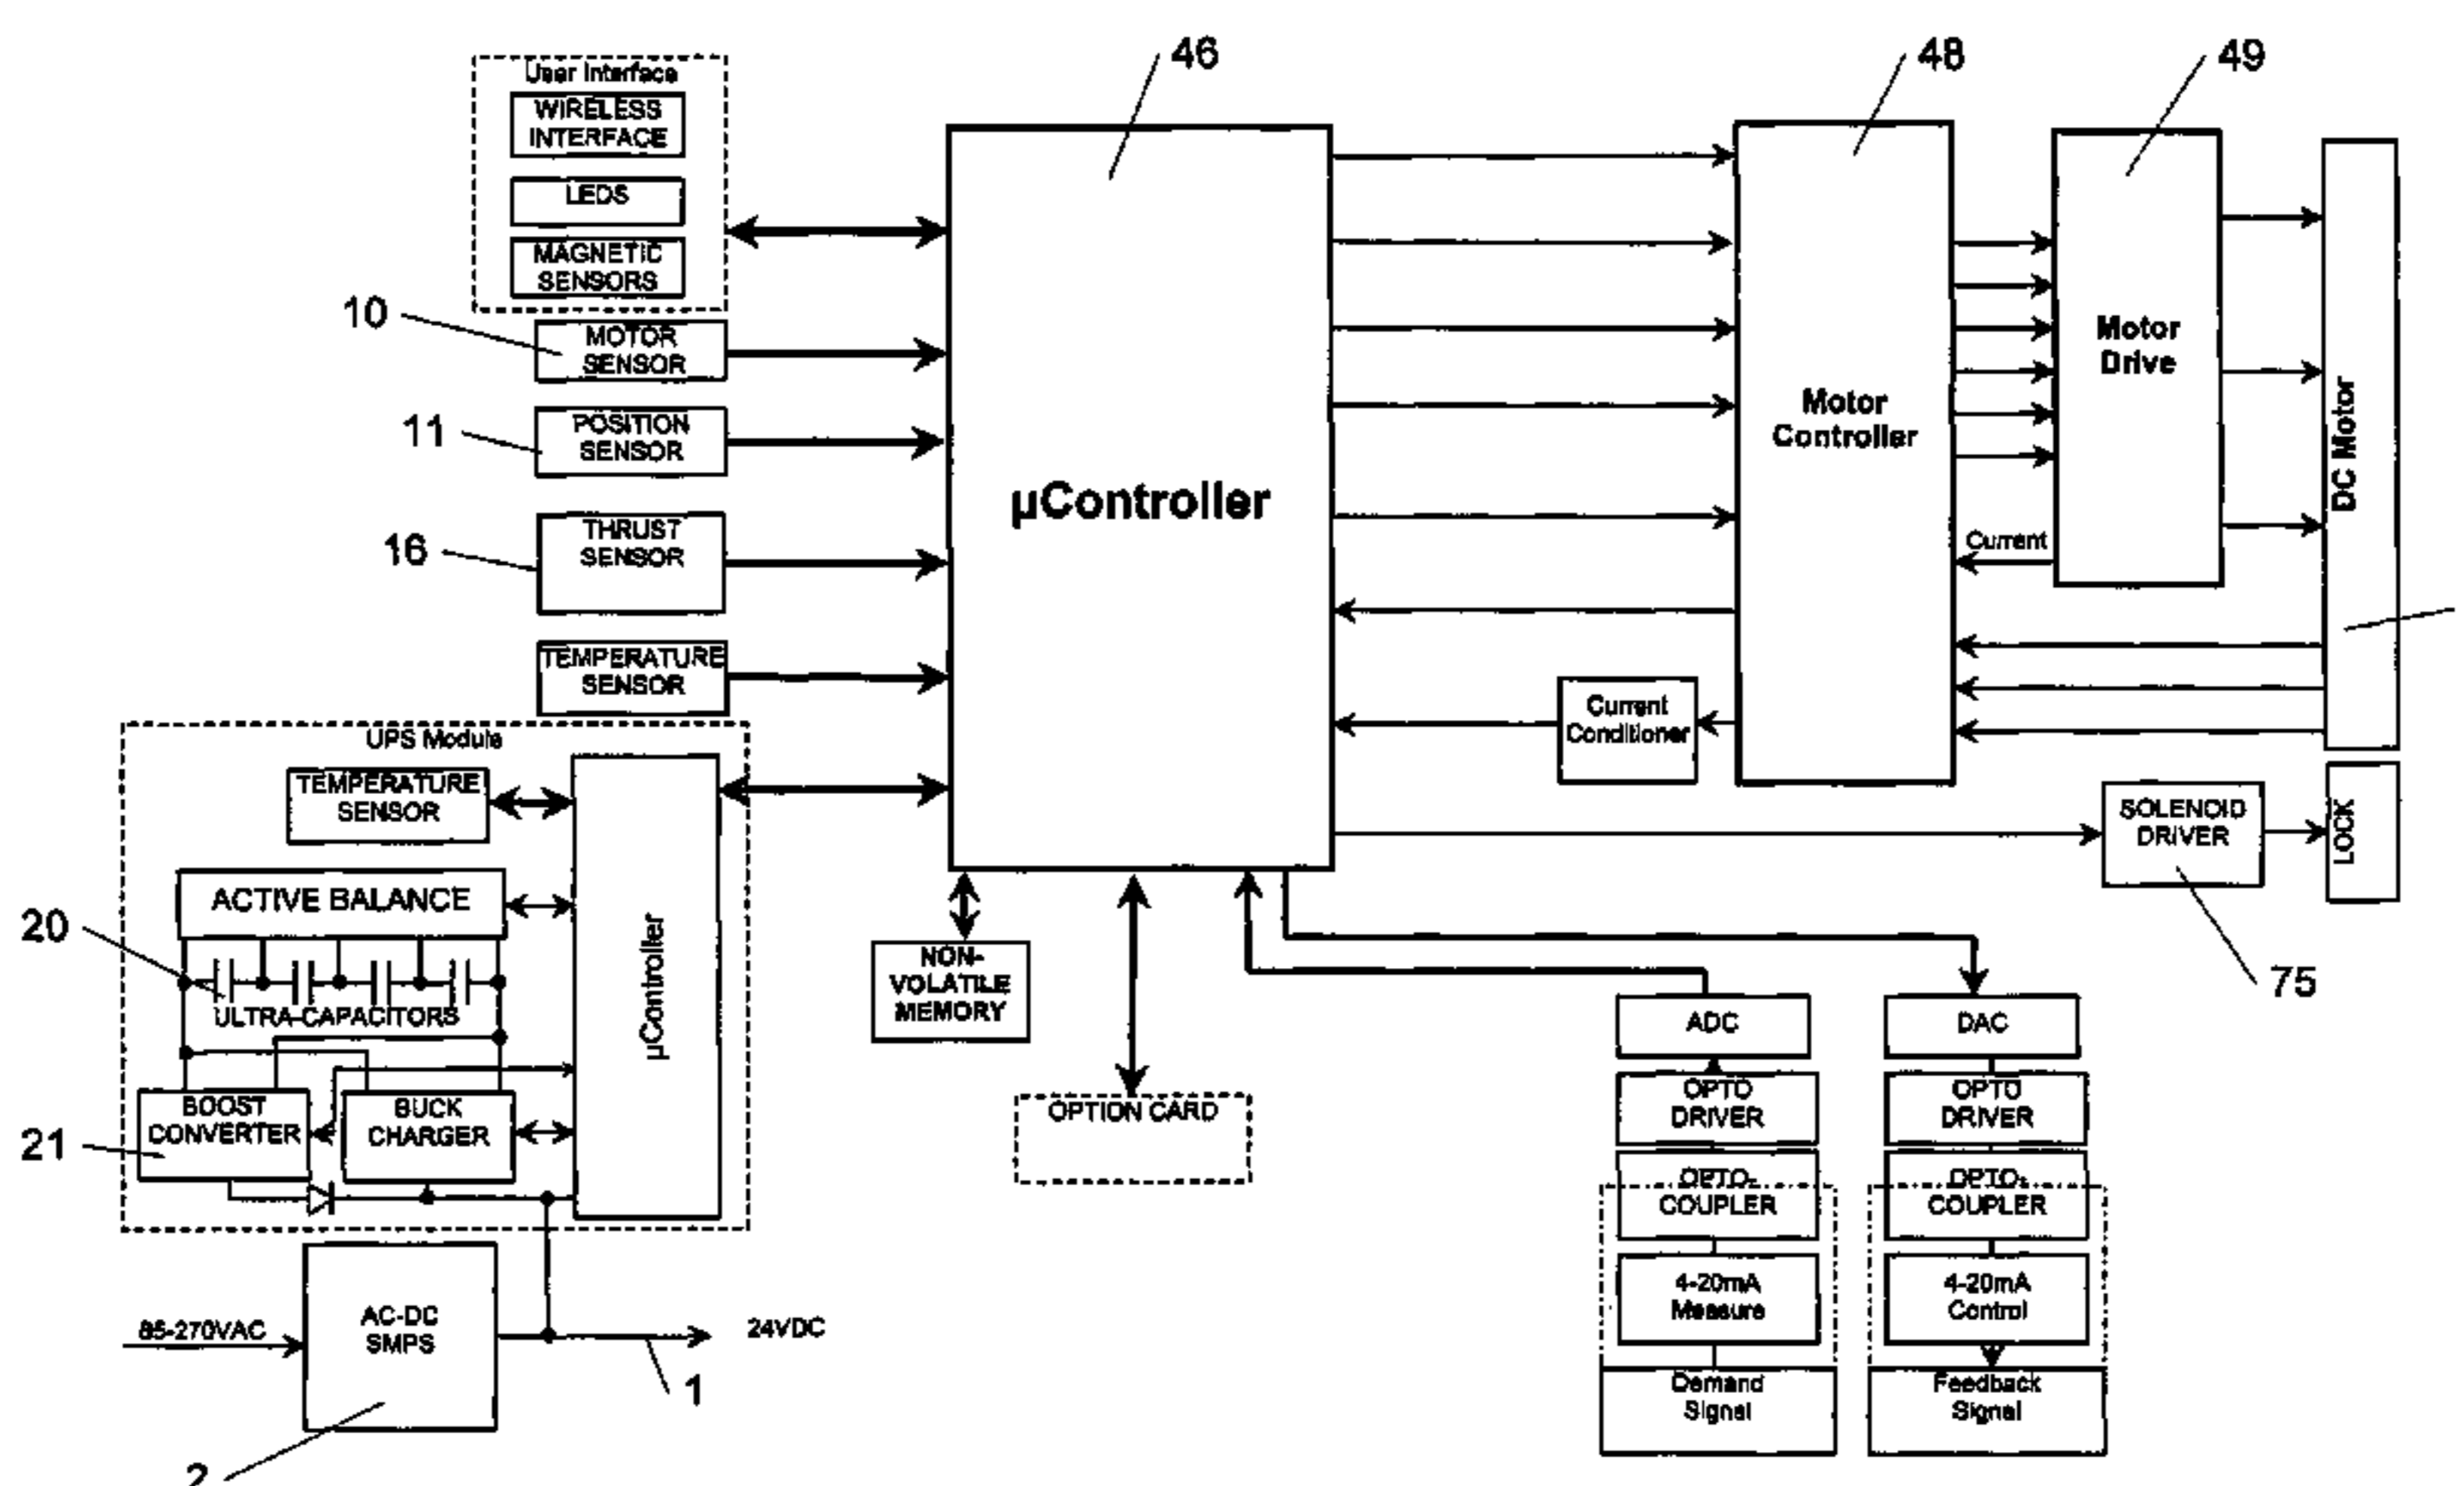 46
48
49
User Interface
WIRELESS
INTERFACE
LEDS
MAGNETIC
SENSORS
10
MOTOR
SENSOR
11
POSITION
SENSOR
16
THRUST
SENSOR
TEMPERATURE
SENSOR
µController
Motor
Controller
Motor
Drive
DC Motor
Current
Current
Conditioner
SOLENOID
DRIVER
LOCK
75
UPS Module
TEMPERATURE
SENSOR
ACTIVE BALANCE
20
ULTRA-CAPACITORS
µController
BOOST
CONVERTER
BUCK
CHARGER
21
NON-
VOLATILE
MEMORY
OPTION CARD
ADC
OPTO
DRIVER
OPTO-
COUPLER
4-20mA
Measure
Demand
Signal
DAC
OPTO
DRIVER
OPTO-
COUPLER
4-20mA
Control
Feedback
Signal
85-270VAC
AC-DC
SMPS
24VDC
1
2